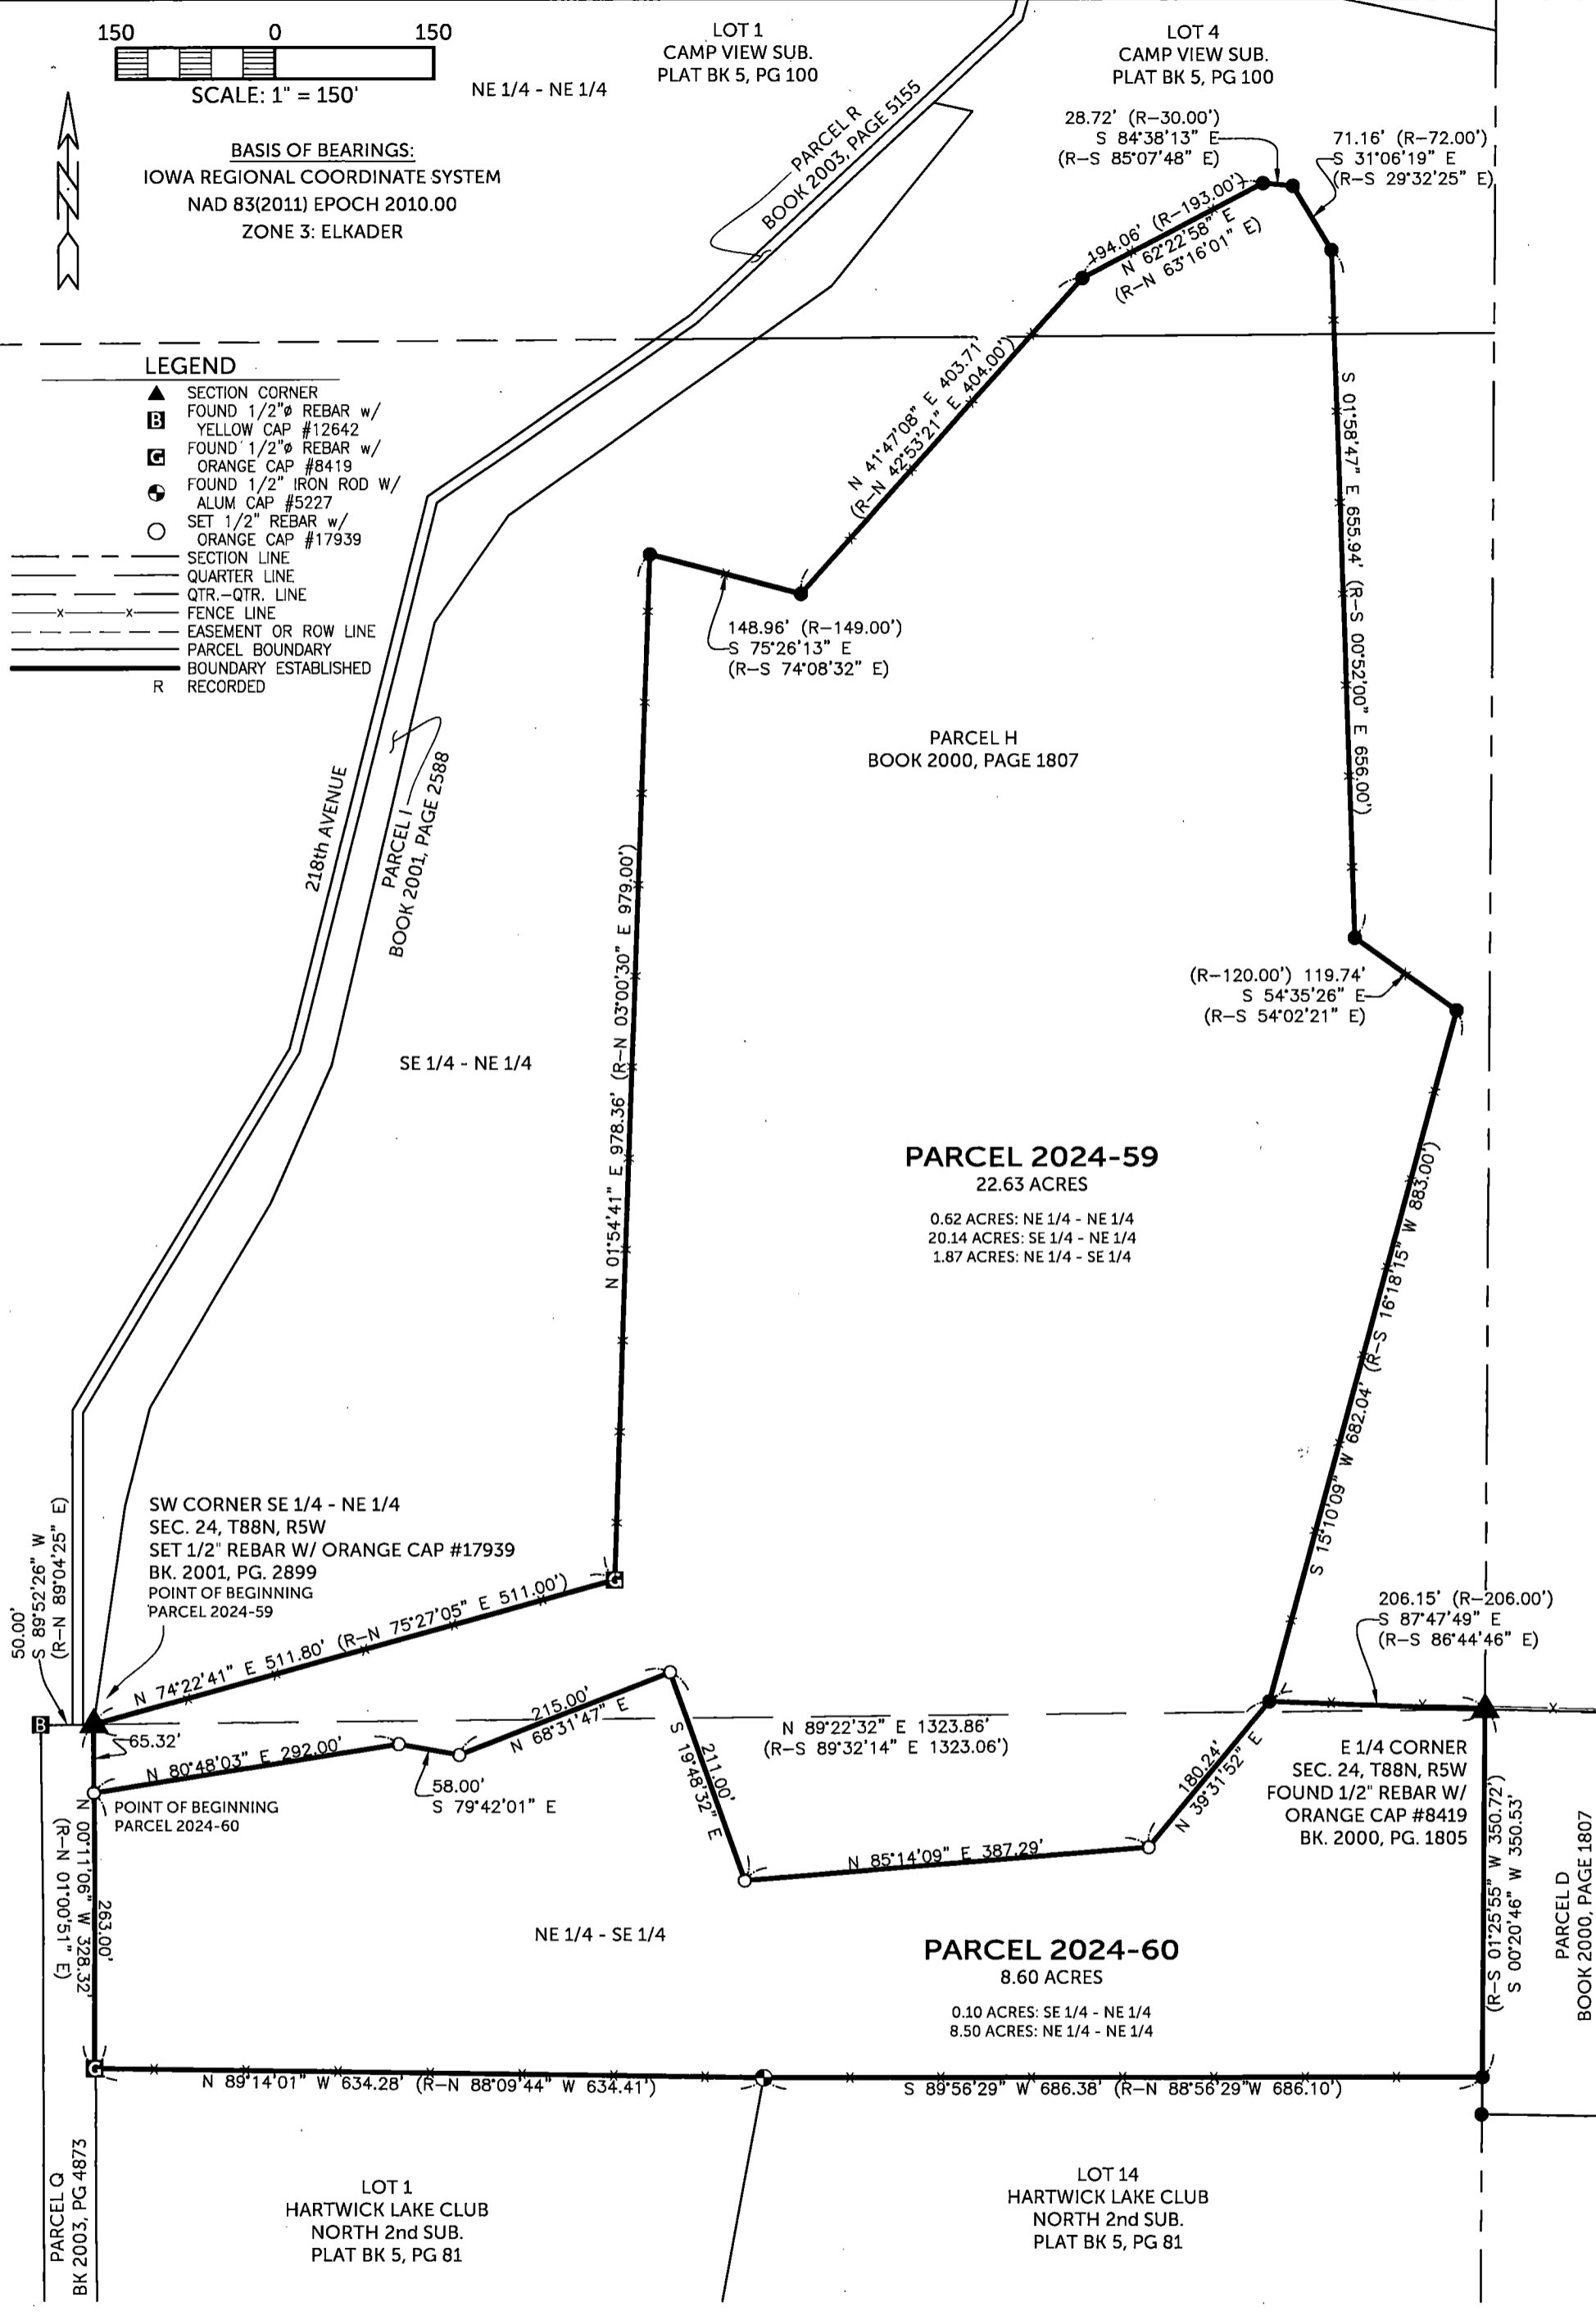 150 0 150
SCALE: 1" = 150'
N
BASIS OF BEARINGS:
IOWA REGIONAL COORDINATE SYSTEM
NAD 83(2011) EPOCH 2010.00
ZONE 3: ELKADER
NE 1/4 - NE 1/4
LOT 1
CAMP VIEW SUB.
PLAT BK 5, PG 100
LOT 4
CAMP VIEW SUB.
PLAT BK 5, PG 100
PARCEL R
BOOK 2003, PAGE 5155
28.72' (R-30.00')
S 84°38'13" E
(R-S 85°07'48" E)
71.16' (R-72.00')
S 31°06'19" E
(R-S 29°32'25" E)
194.06' (R-193.00')
N 62°22'58" E
(R-N 63°16'01" E)
LEGEND
SECTION CORNER
B FOUND 1/2"ø REBAR w/
YELLOW CAP #12642
G FOUND 1/2"ø REBAR w/
ORANGE CAP #8419
FOUND 1/2" IRON ROD W/
ALUM CAP #5227
SET 1/2" REBAR w/
ORANGE CAP #17939
SECTION LINE
QUARTER LINE
QTR.-QTR. LINE
FENCE LINE
EASEMENT OR ROW LINE
PARCEL BOUNDARY
BOUNDARY ESTABLISHED
R RECORDED
N 41°47'08" E 403.71'
(R-N 42°53'21" E 404.00')
S 01°58'47" E 655.94' (R-S 00°52'00" E 656.00')
148.96' (R-149.00')
S 75°26'13" E
(R-S 74°08'32" E)
PARCEL H
BOOK 2000, PAGE 1807
218th AVENUE
PARCEL I
BOOK 2001, PAGE 2588
N 01°54'41" E 978.36' (R-N 03°00'30" E 979.00')
(R-120.00') 119.74'
S 54°35'26" E
(R-S 54°02'21" E)
SE 1/4 - NE 1/4
PARCEL 2024-59
22.63 ACRES
0.62 ACRES: NE 1/4 - NE 1/4
20.14 ACRES: SE 1/4 - NE 1/4
1.87 ACRES: NE 1/4 - SE 1/4
S 15°10'09" W 682.04' (R-S 16°18'15" W 883.00')
SW CORNER SE 1/4 - NE 1/4
SEC. 24, T88N, R5W
SET 1/2" REBAR W/ ORANGE CAP #17939
BK. 2001, PG. 2899
POINT OF BEGINNING
PARCEL 2024-59
50.00'
S 89°52'26" W
(R-N 89°04'25" E)
G
N 74°22'41" E 511.80' (R-N 75°27'05" E 511.00')
206.15' (R-206.00')
S 87°47'49" E
(R-S 86°44'46" E)
B
65.32'
N 80°48'03" E 292.00'
58.00'
S 79°42'01" E
215.00'
N 68°31'47" E
211.00'
S 19°48'32" E
N 89°22'32" E 1323.86'
(R-S 89°32'14" E 1323.06')
N 85°14'09" E 387.29'
180.24'
N 39°31'52" E
E 1/4 CORNER
SEC. 24, T88N, R5W
FOUND 1/2" REBAR W/
ORANGE CAP #8419
BK. 2000, PG. 1805
POINT OF BEGINNING
PARCEL 2024-60
263.00'
N 00°11'06" W 328.32'
(R-N 01°00'51" E)
(R-S 01°25'55" W 350.72')
S 00°20'46" W 350.53'
PARCEL D
BOOK 2000, PAGE 1807
NE 1/4 - SE 1/4
PARCEL 2024-60
8.60 ACRES
0.10 ACRES: SE 1/4 - NE 1/4
8.50 ACRES: NE 1/4 - NE 1/4
G
N 89°14'01" W 634.28' (R-N 88°09'44" W 634.41')
S 89°56'29" W 686.38' (R-N 88°56'29"W 686.10')
PARCEL Q
BK 2003, PG 4873
LOT 1
HARTWICK LAKE CLUB
NORTH 2nd SUB.
PLAT BK 5, PG 81
LOT 14
HARTWICK LAKE CLUB
NORTH 2nd SUB.
PLAT BK 5, PG 81